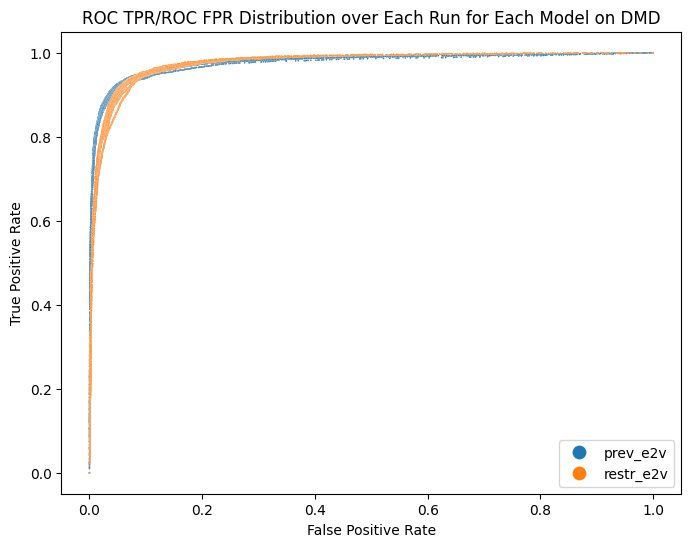 ROC TPR/ROC FPR Distribution over Each Run for Each Model on DMD
1.0
0.8
0.6
0.4
0.2
0.0
True Positive Rate
0.0 0.2 0.4 0.6 0.8 1.0
False Positive Rate
prev_e2v
restr_e2v